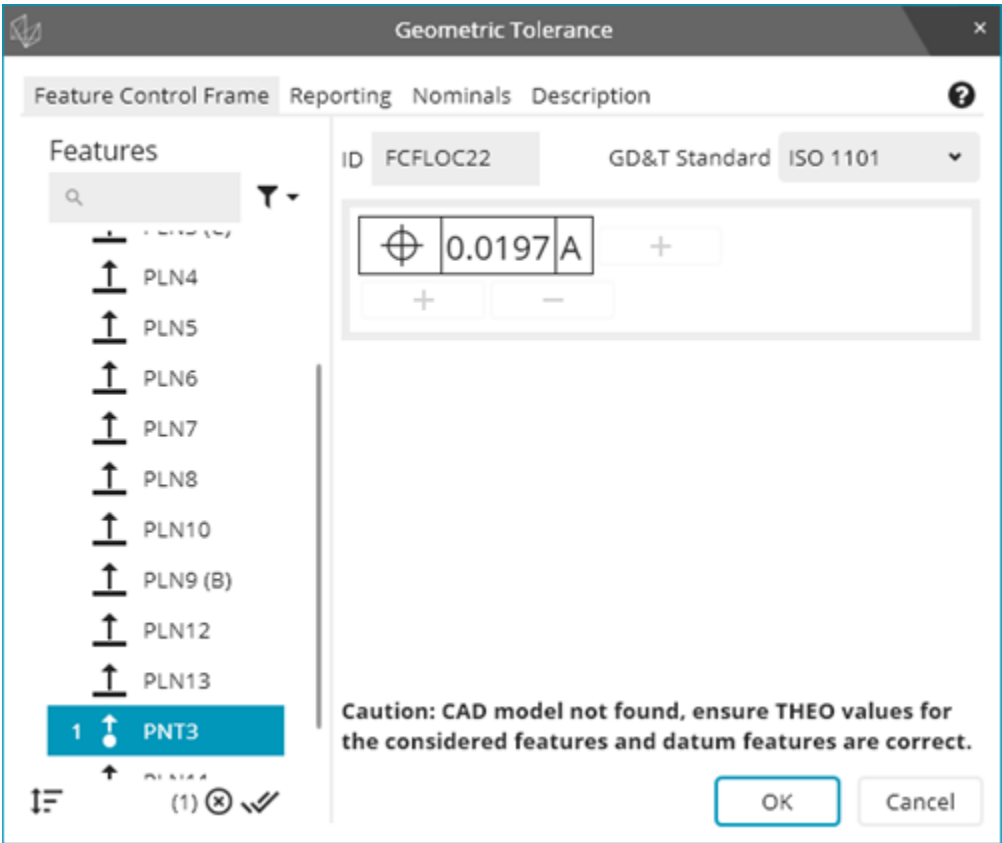 Geometric Tolerance
Feature Control Frame Reporting Nominals Description
Features
ID FCFLOC22 GD&T Standard ISO 1101
0.0197 A
PLN4
PLN5
PLN6
PLN7
PLN8
PLN10
PLN9 (B)
PLN12
PLN13
1 PNT3
(1)
Caution: CAD model not found, ensure THEO values for
the considered features and datum features are correct.
OK Cancel